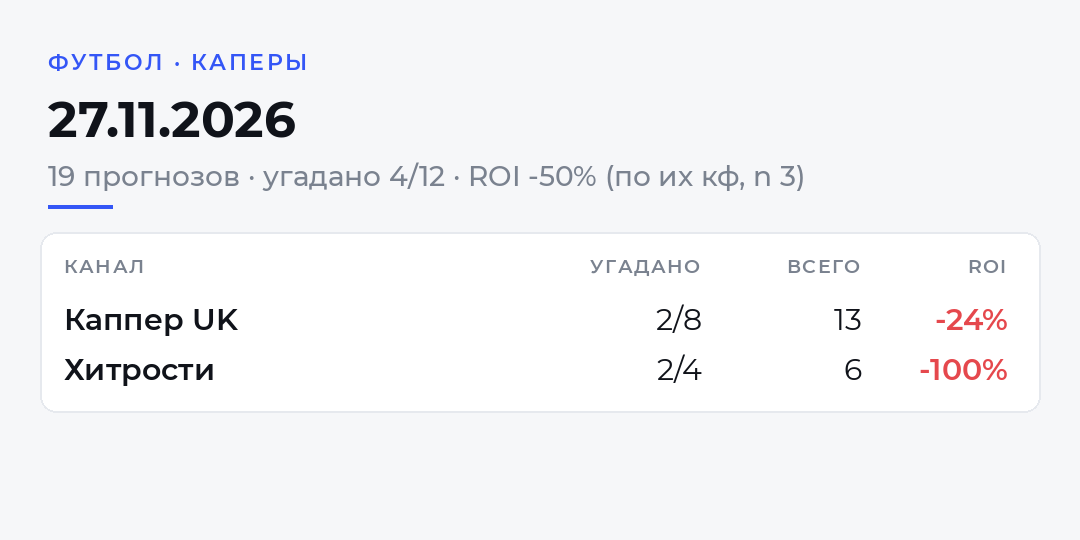 ФУТБОЛ · КАПЕРЫ
27.11.2026
19 прогнозов · угадано 4/12 · ROI -50% (по их кф, n 3)
КАНАЛ УГАДАНО ВСЕГО ROI
Каппер UK 2/8 13 -24%
Хитрости 2/4 6 -100%